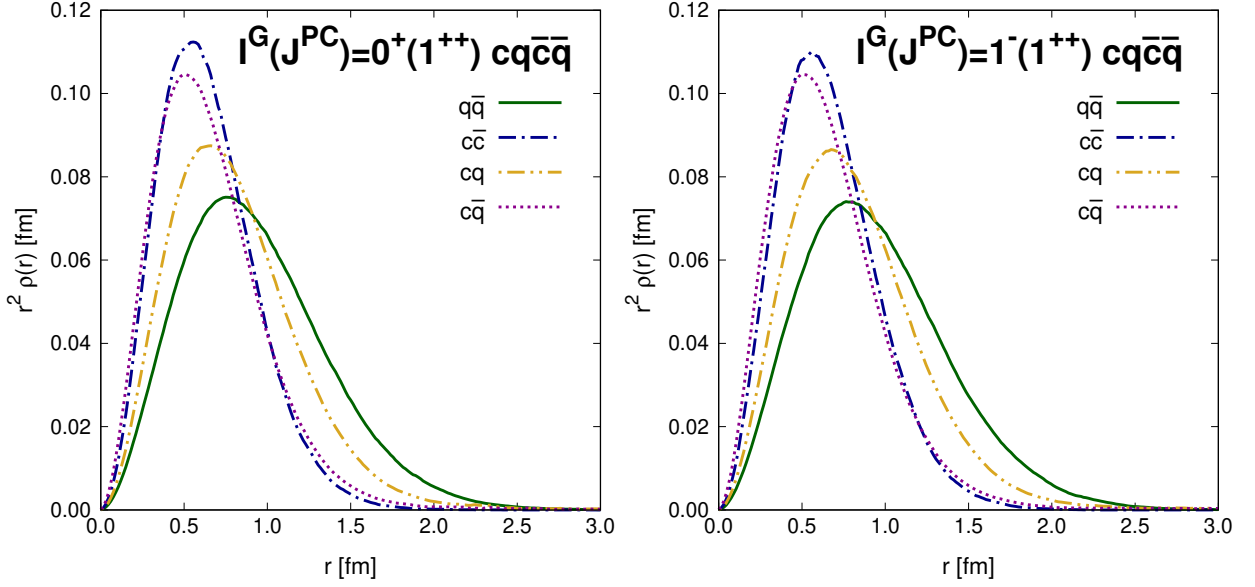 I^G(J^PC)=0^+(1^++) cqc̄q̄
qq̄
cc̄
cq
cq̄
r^2 ρ(r) [fm]
0.12
0.10
0.08
0.06
0.04
0.02
0.00
0.0 0.5 1.0 1.5 2.0 2.5 3.0
r [fm]
I^G(J^PC)=1^-(1^++) cqc̄q̄
qq̄
cc̄
cq
cq̄
r^2 ρ(r) [fm]
0.12
0.10
0.08
0.06
0.04
0.02
0.00
0.0 0.5 1.0 1.5 2.0 2.5 3.0
r [fm]